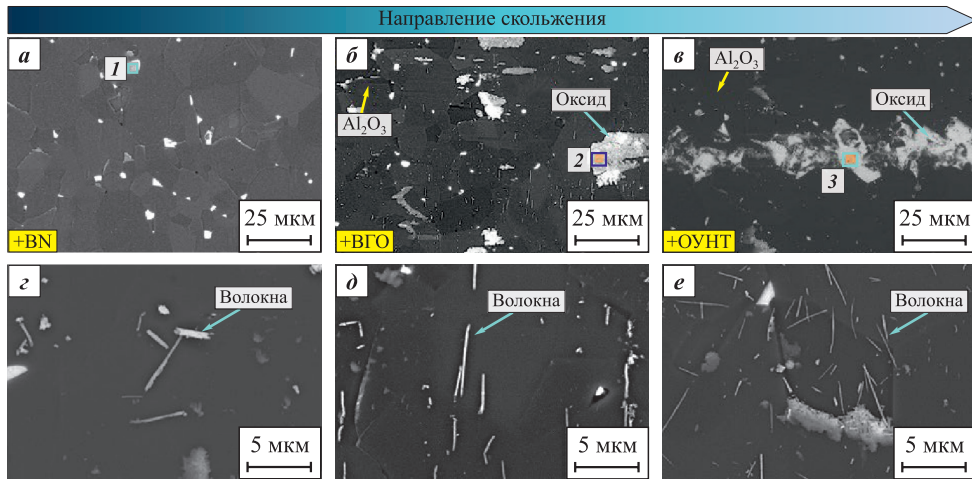 Направление скольжения
а
1
+BN
25 мкм
б
Al2O3
Оксид
2
+ВГО
25 мкм
в
Al2O3
Оксид
3
+ОУНТ
25 мкм
г
Волокна
5 мкм
д
Волокна
5 мкм
е
Волокна
5 мкм